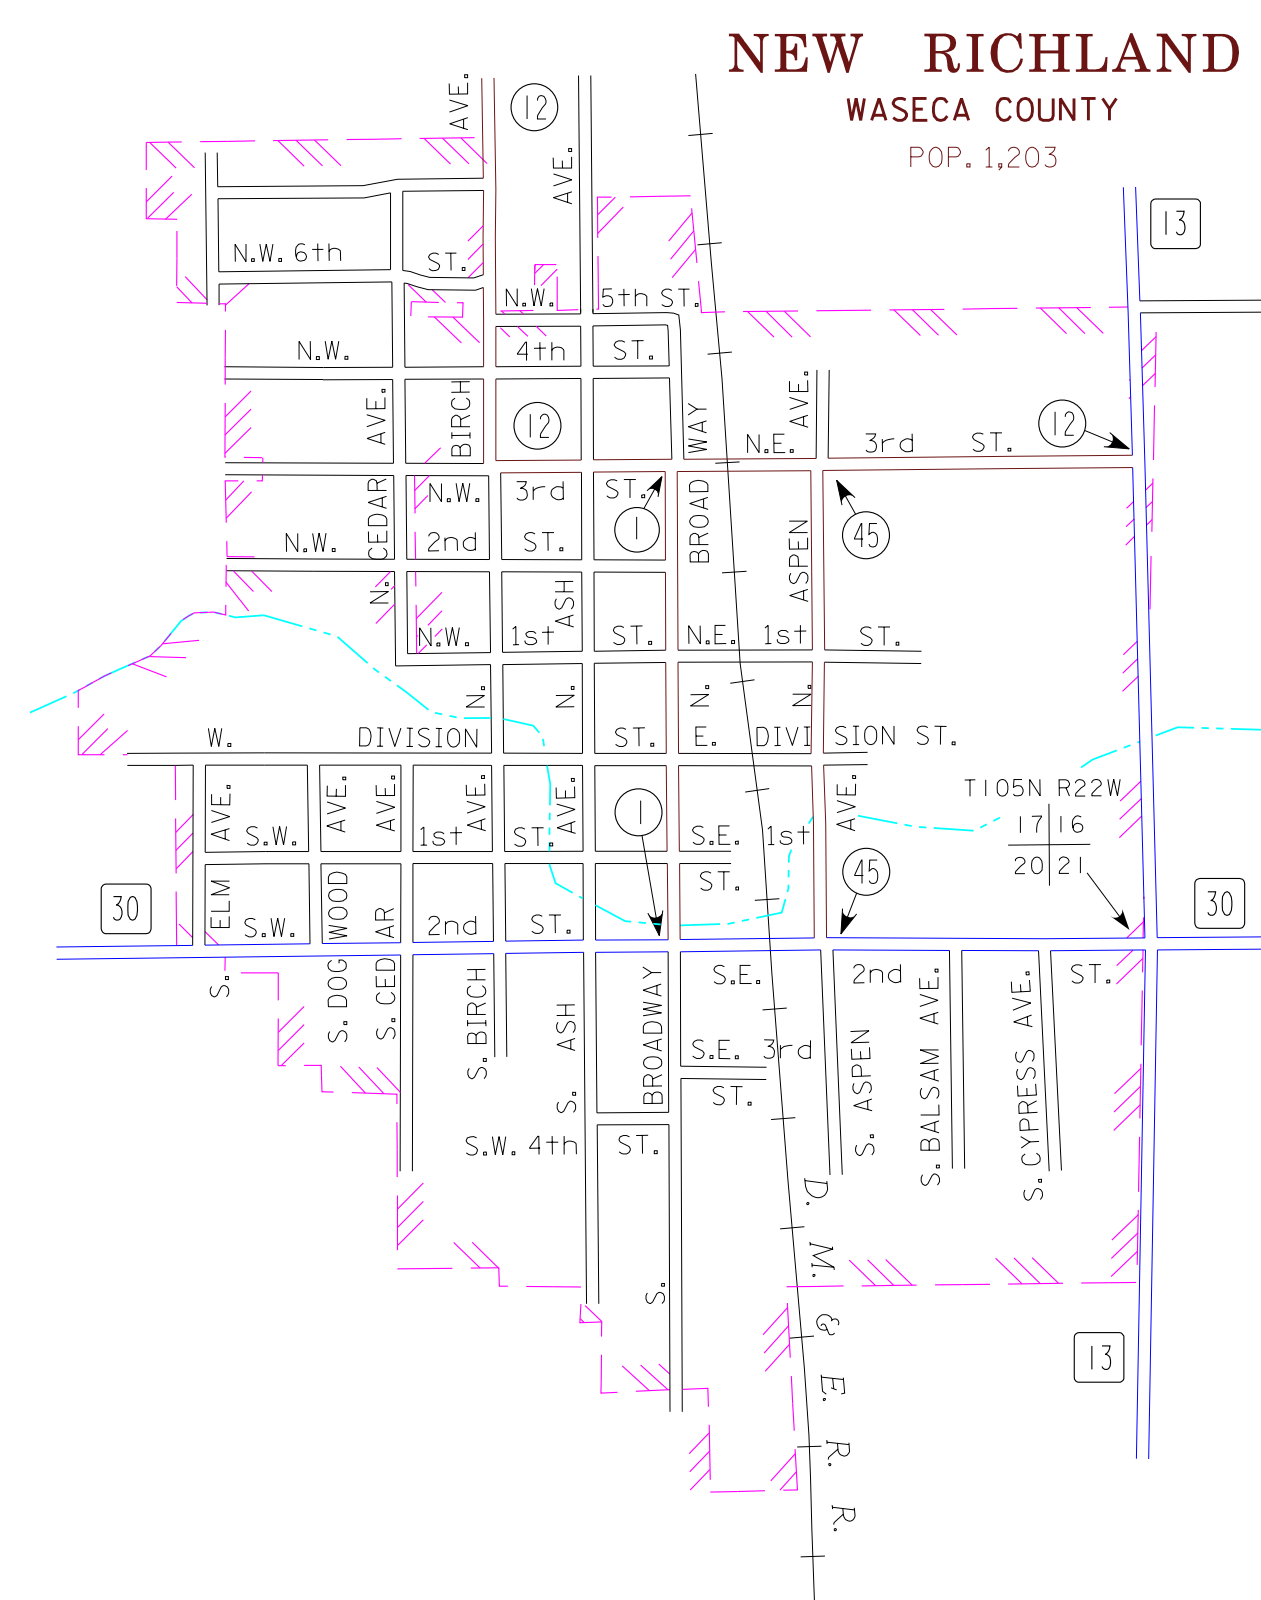 NEW RICHLAND
WASECA COUNTY
POP. 1,203
AVE.
12
AVE.
13
N.W. 6th
ST.
N.W.
5th ST.
N.W.
4th
ST.
AVE.
BIRCH
12
WAY
AVE.
12
N.E.
3rd
ST.
N.W.
3rd
ST.
CEDAR
BROAD
ASPEN
1
45
N.W.
2nd
ST.
N.
ASH
N.W.
1st
ST.
N.E.
1st
ST.
N.
N.
N.
N.
W.
DIVISION
ST.
E.
DIVISION ST.
T105N R22W
AVE.
AVE.
AVE.
AVE.
AVE.
AVE.
1
17 16
20 21
S.W.
1st
ST.
S.E.
1st
ST.
45
30
30
ELM
WOOD
AR
S.W.
2nd
ST.
S.
S. DOG
S. CED
S. BIRCH
S. ASH
BROADWAY
S.E.
2nd
ST.
S. ASPEN
S. BALSAM AVE.
S. CYPRESS AVE.
S.E. 3rd
ST.
S.W. 4th
ST.
S.
13
D. M. & E. R. R.